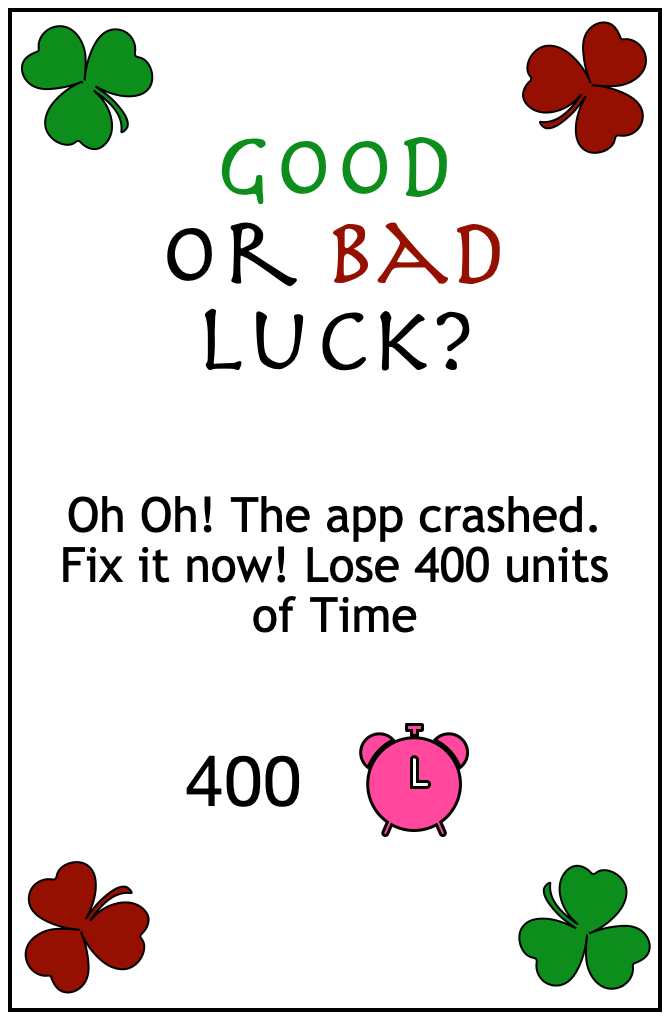 GOOD
OR BAD
LUCK?
Oh Oh! The app crashed.
Fix it now! Lose 400 units
of Time
400